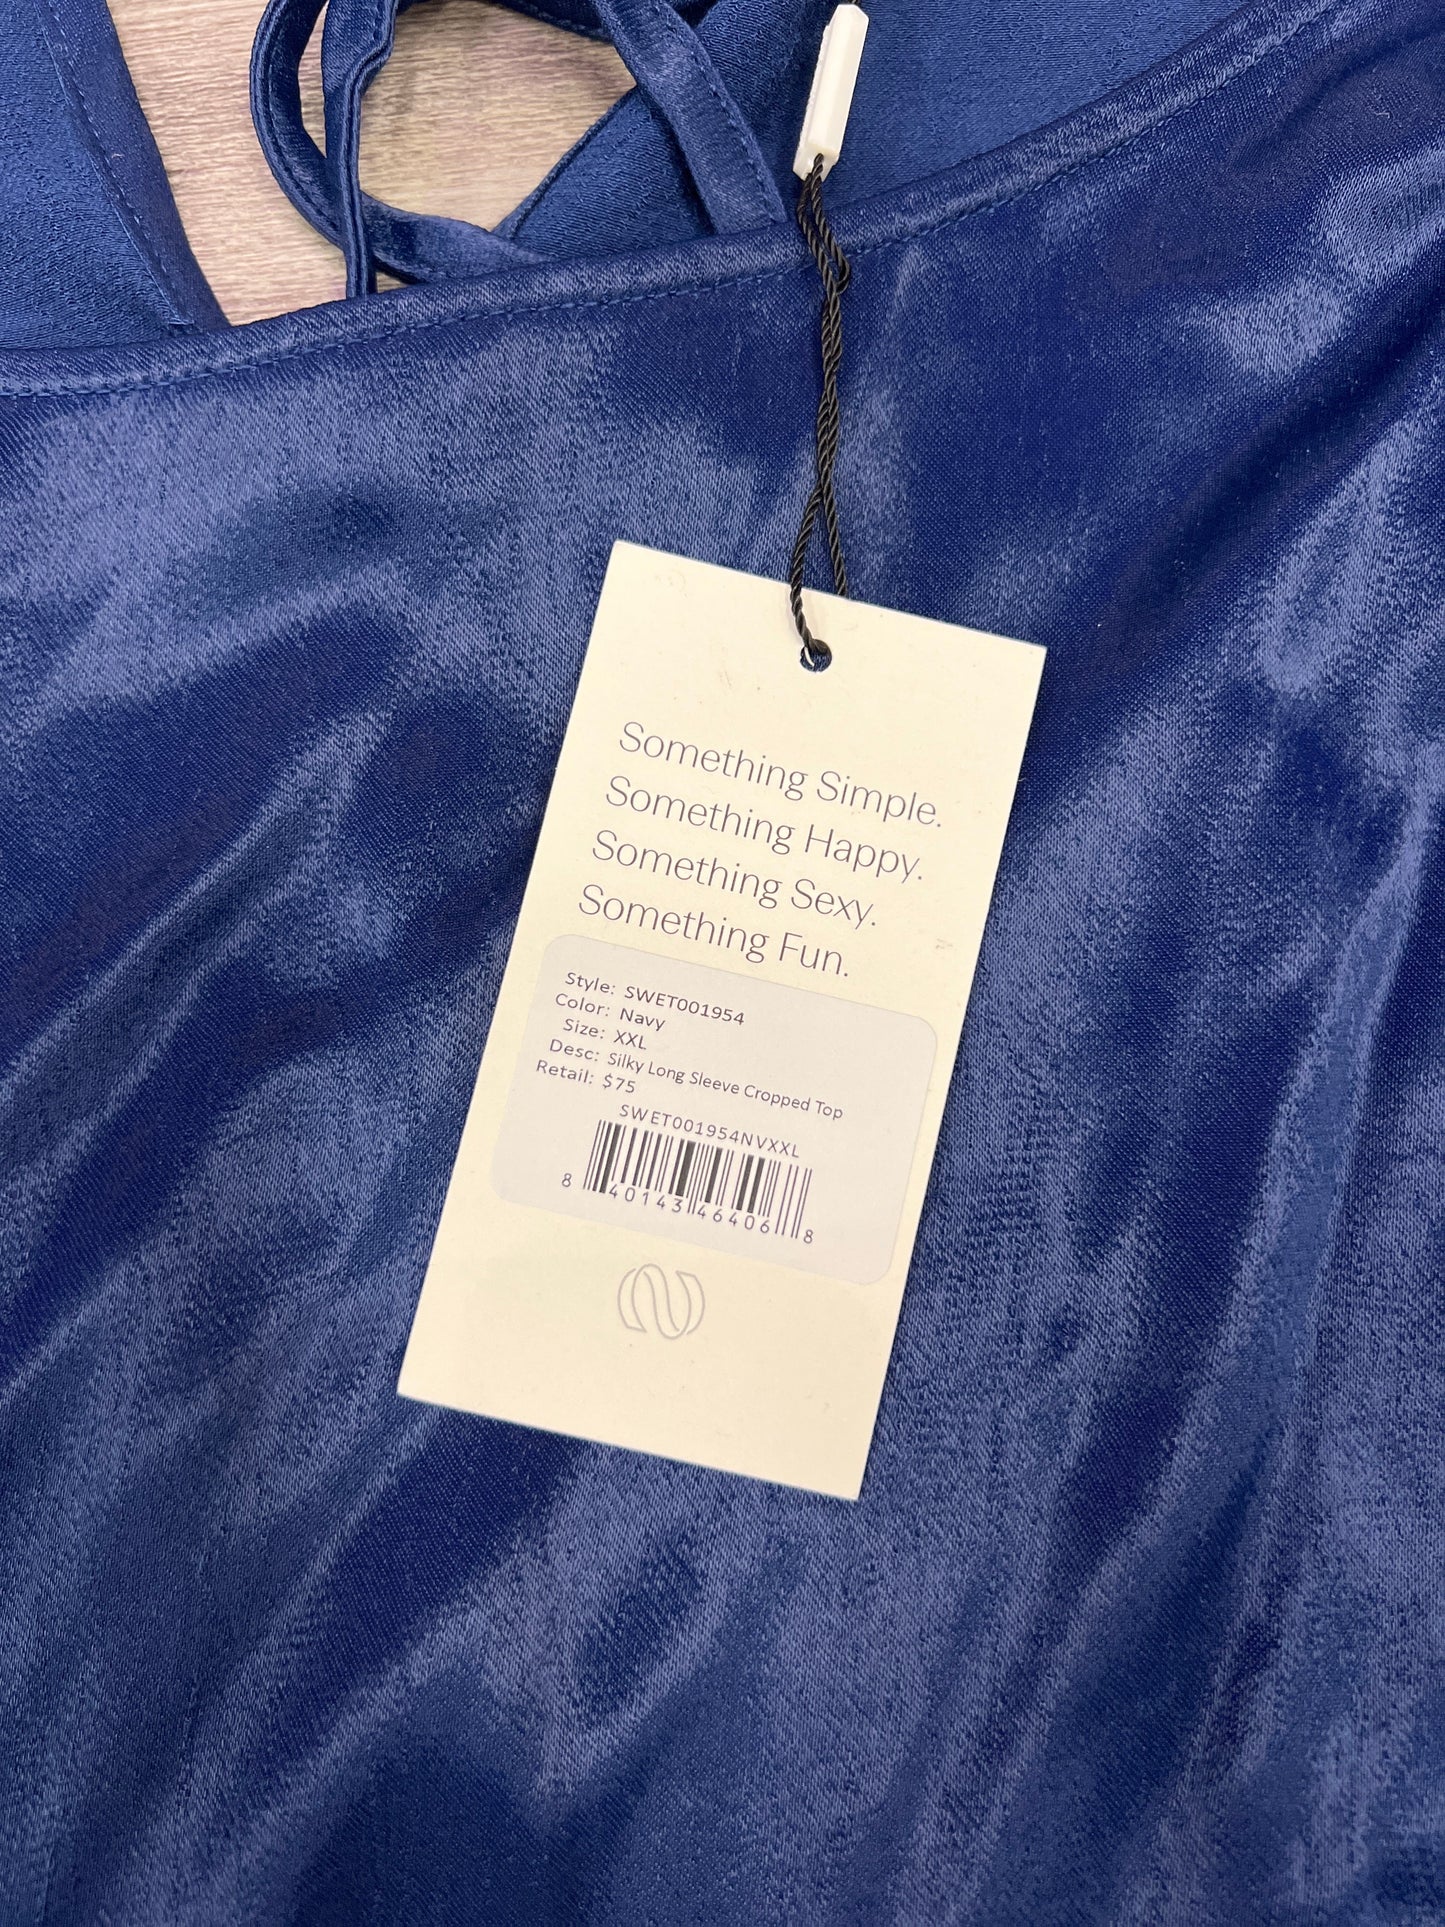 Something Simple.
Something Happy.
Something Sexy.
Something Fun.
Style: SWET001954
Color: Navy
Size: XXL
Desc: Silky Long Sleeve Cropped Top
Retail: $75
SWET001954NVXXL
8 40143 46406 8